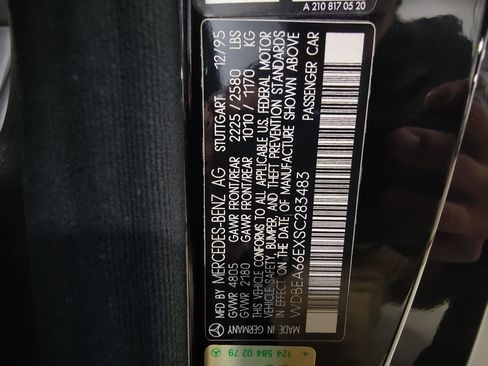 A 210 817 05 20
MFD. BY MERCEDES-BENZ AG STUTTGART 12/95
GAWR FRONT/REAR 2225/2580 LBS
GVWR 4805
GAWR FRONT/REAR 1010/1170 KG
GVWR 2180
THIS VEHICLE CONFORMS TO ALL APPLICABLE U.S. FEDERAL MOTOR
VEHICLE SAFETY, BUMPER, AND THEFT PREVENTION STANDARDS
IN EFFECT ON THE DATE OF MANUFACTURE SHOWN ABOVE
WDBEA66EXSC283483 PASSENGER CAR
MADE IN GERMANY
124 584 02 79